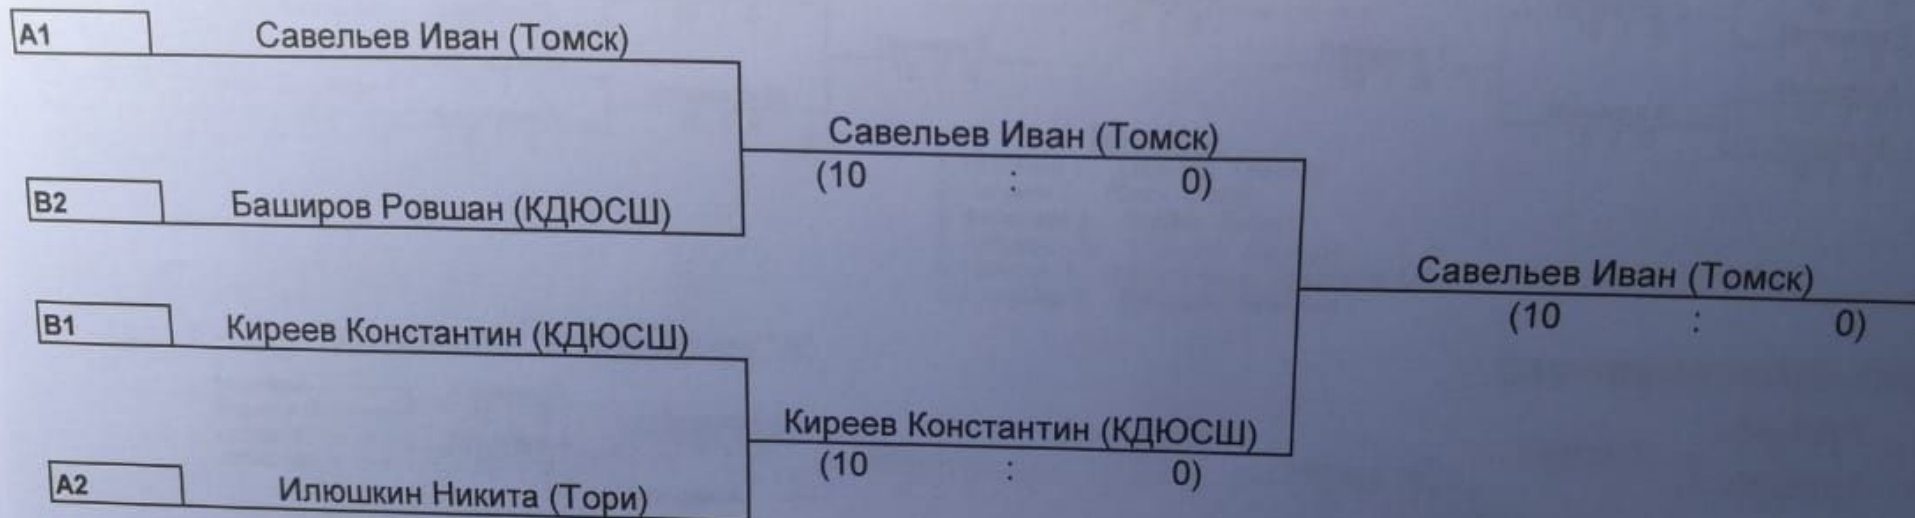 A1 Савельев Иван (Томск)
Савельев Иван (Томск)
(10 : 0)
B2 Баширов Ровшан (КДЮСШ)
Савельев Иван (Томск)
(10 : 0)
B1 Киреев Константин (КДЮСШ)
Киреев Константин (КДЮСШ)
(10 : 0)
A2 Илюшкин Никита (Тори)